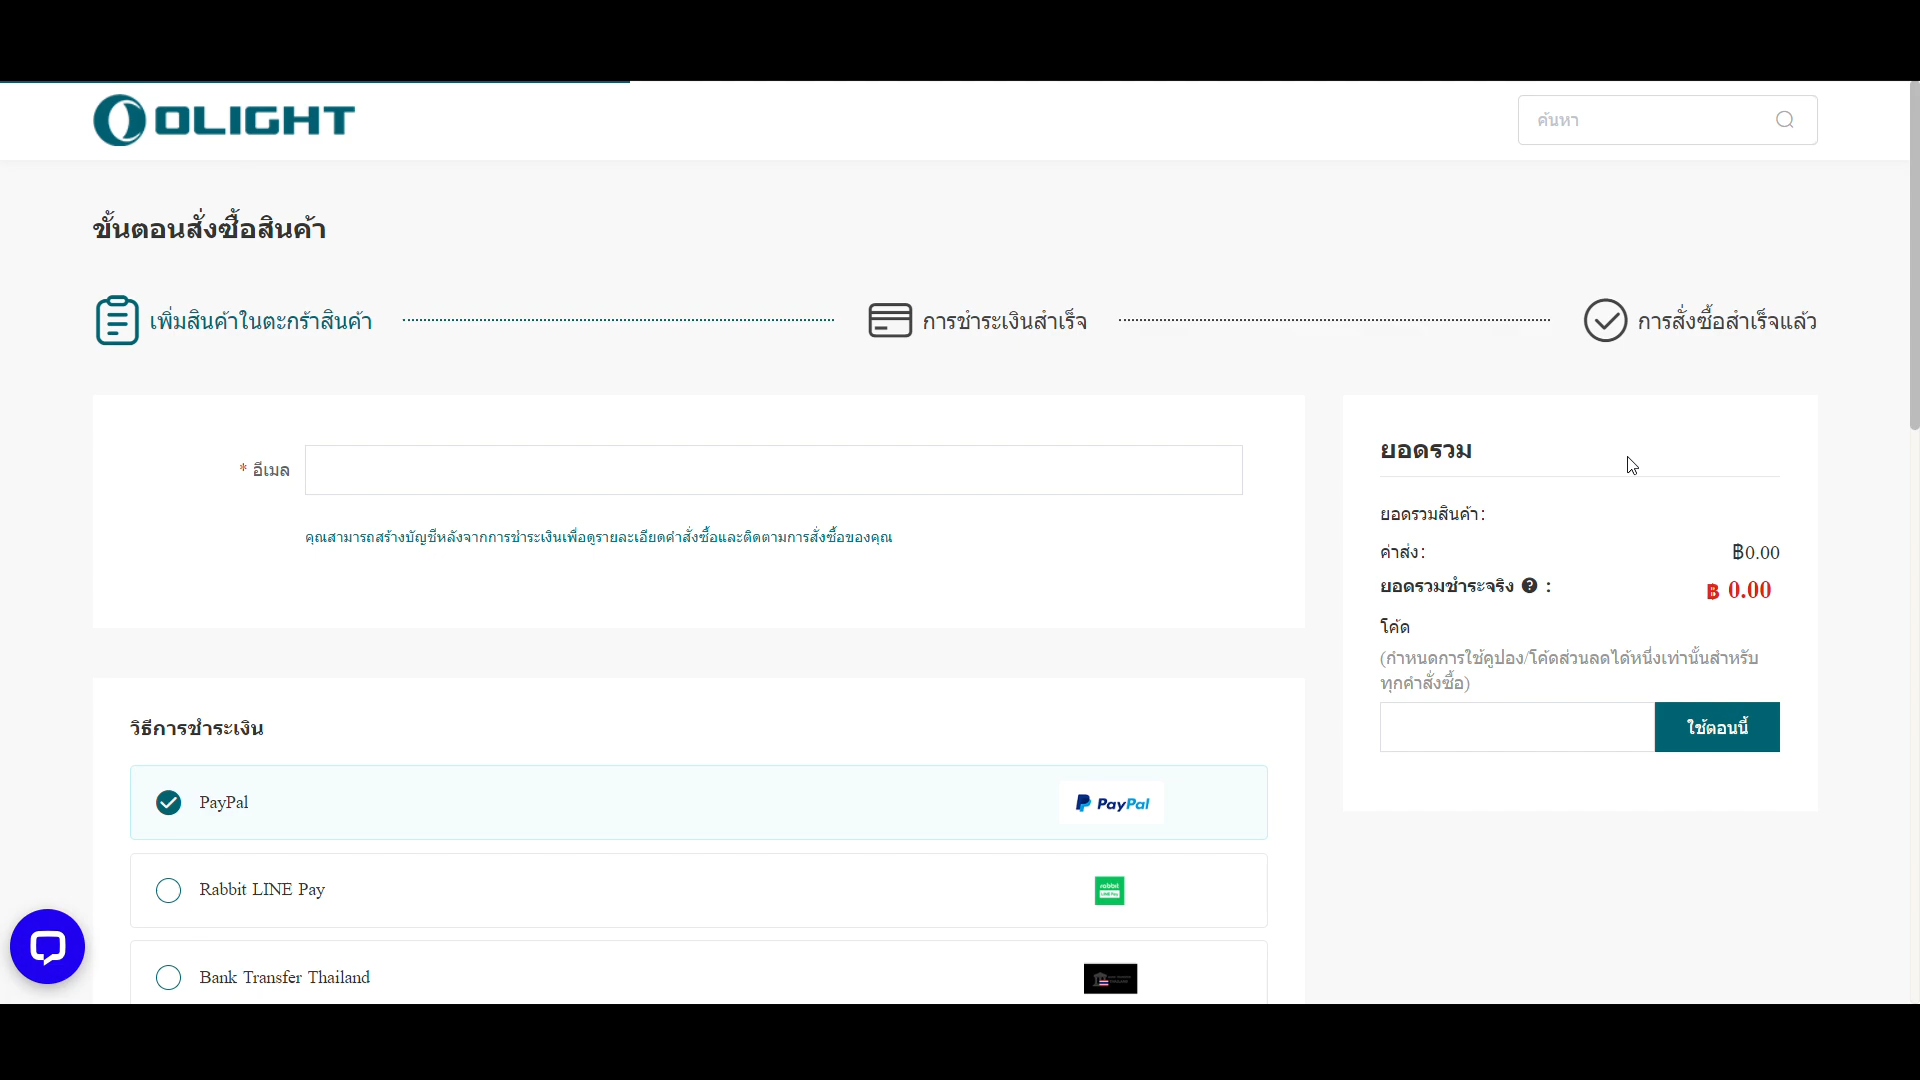 OLIGHT
ค้นหา
ขั้นตอนสั่งซื้อสินค้า
เพิ่มสินค้าในตะกร้าสินค้า
การชำระเงินสำเร็จ
การสั่งซื้อสำเร็จแล้ว
* อีเมล
คุณสามารถสร้างบัญชีหลังจากการชำระเงินเพื่อดูรายละเอียดคำสั่งซื้อและติดตามการสั่งซื้อของคุณ
วิธีการชำระเงิน
PayPal
PayPal
Rabbit LINE Pay
Bank Transfer Thailand
ยอดรวม
ยอดรวมสินค้า:
ค่าส่ง: ฿0.00
ยอดรวมชำระจริง ? : ฿ 0.00
โค้ด
(กำหนดการใช้คูปอง/โค้ดส่วนลดได้หนึ่งเท่านั้นสำหรับ
ทุกคำสั่งซื้อ)
ใช้ตอนนี้